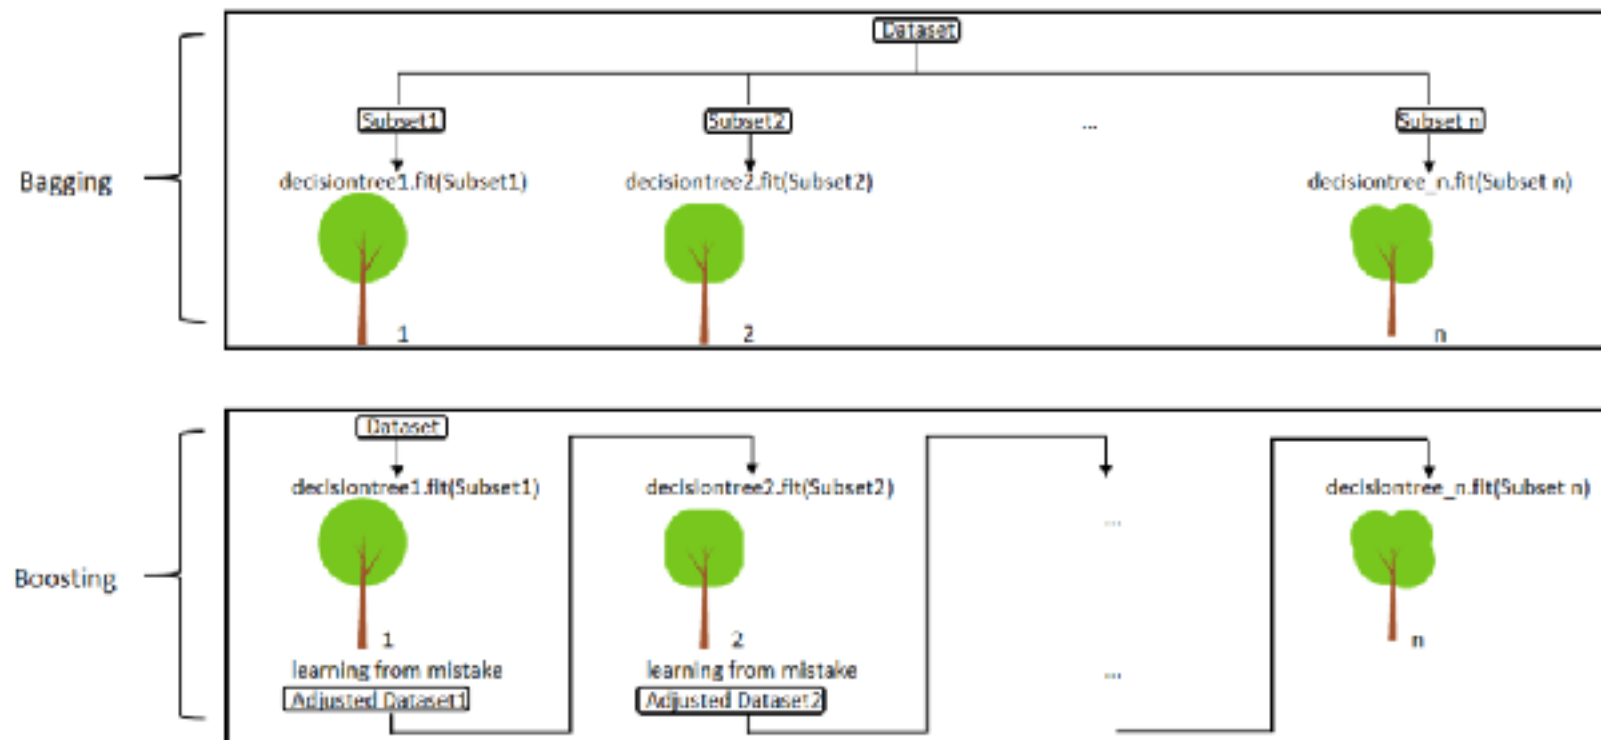 Dataset
Subset1
Subset2
...
Subset n
Bagging
decisiontree1.fit(Subset1)
decisiontree2.fit(Subset2)
decisiontree_n.fit(Subset n)
1
2
n
Dataset
decisiontree1.fit(Subset1)
decisiontree2.fit(Subset2)
decisiontree_n.fit(Subset n)
...
Boosting
1
2
n
learning from mistake
learning from mistake
...
Adjusted Dataset1
Adjusted Dataset2